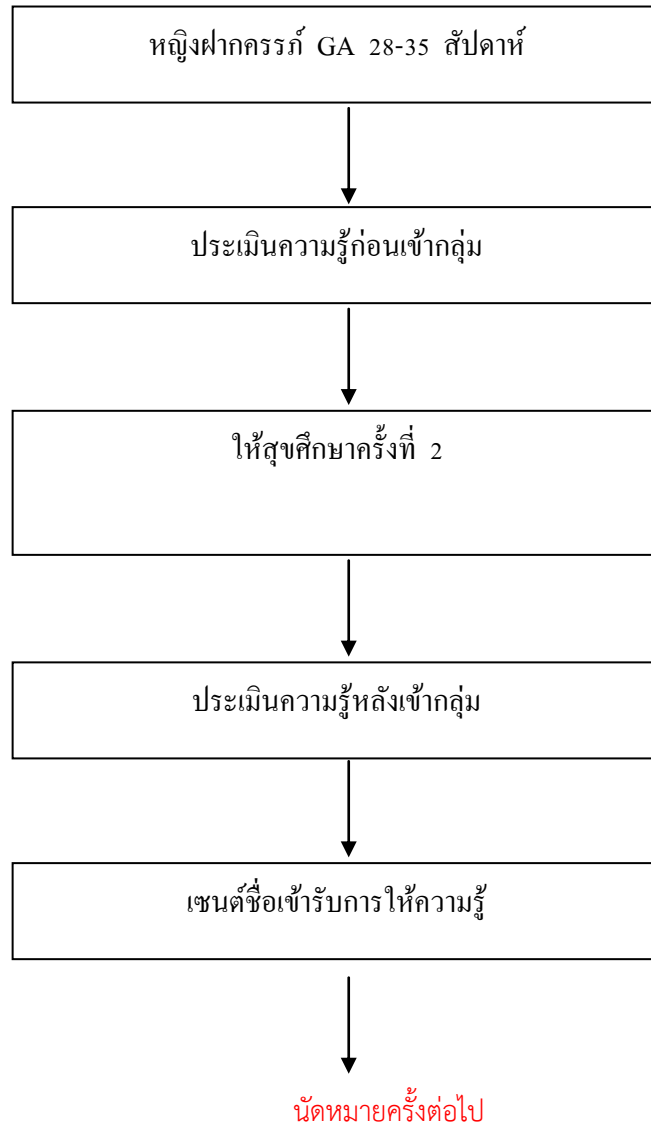 หญิงฝากครรภ์ GA 28-35 สัปดาห์
ประเมินความรู้ก่อนเข้ากลุ่ม
ให้สุขศึกษาครั้งที่ 2
ประเมินความรู้หลังเข้ากลุ่ม
เซนต์ชื่อเข้ารับการให้ความรู้
นัดหมายครั้งต่อไป